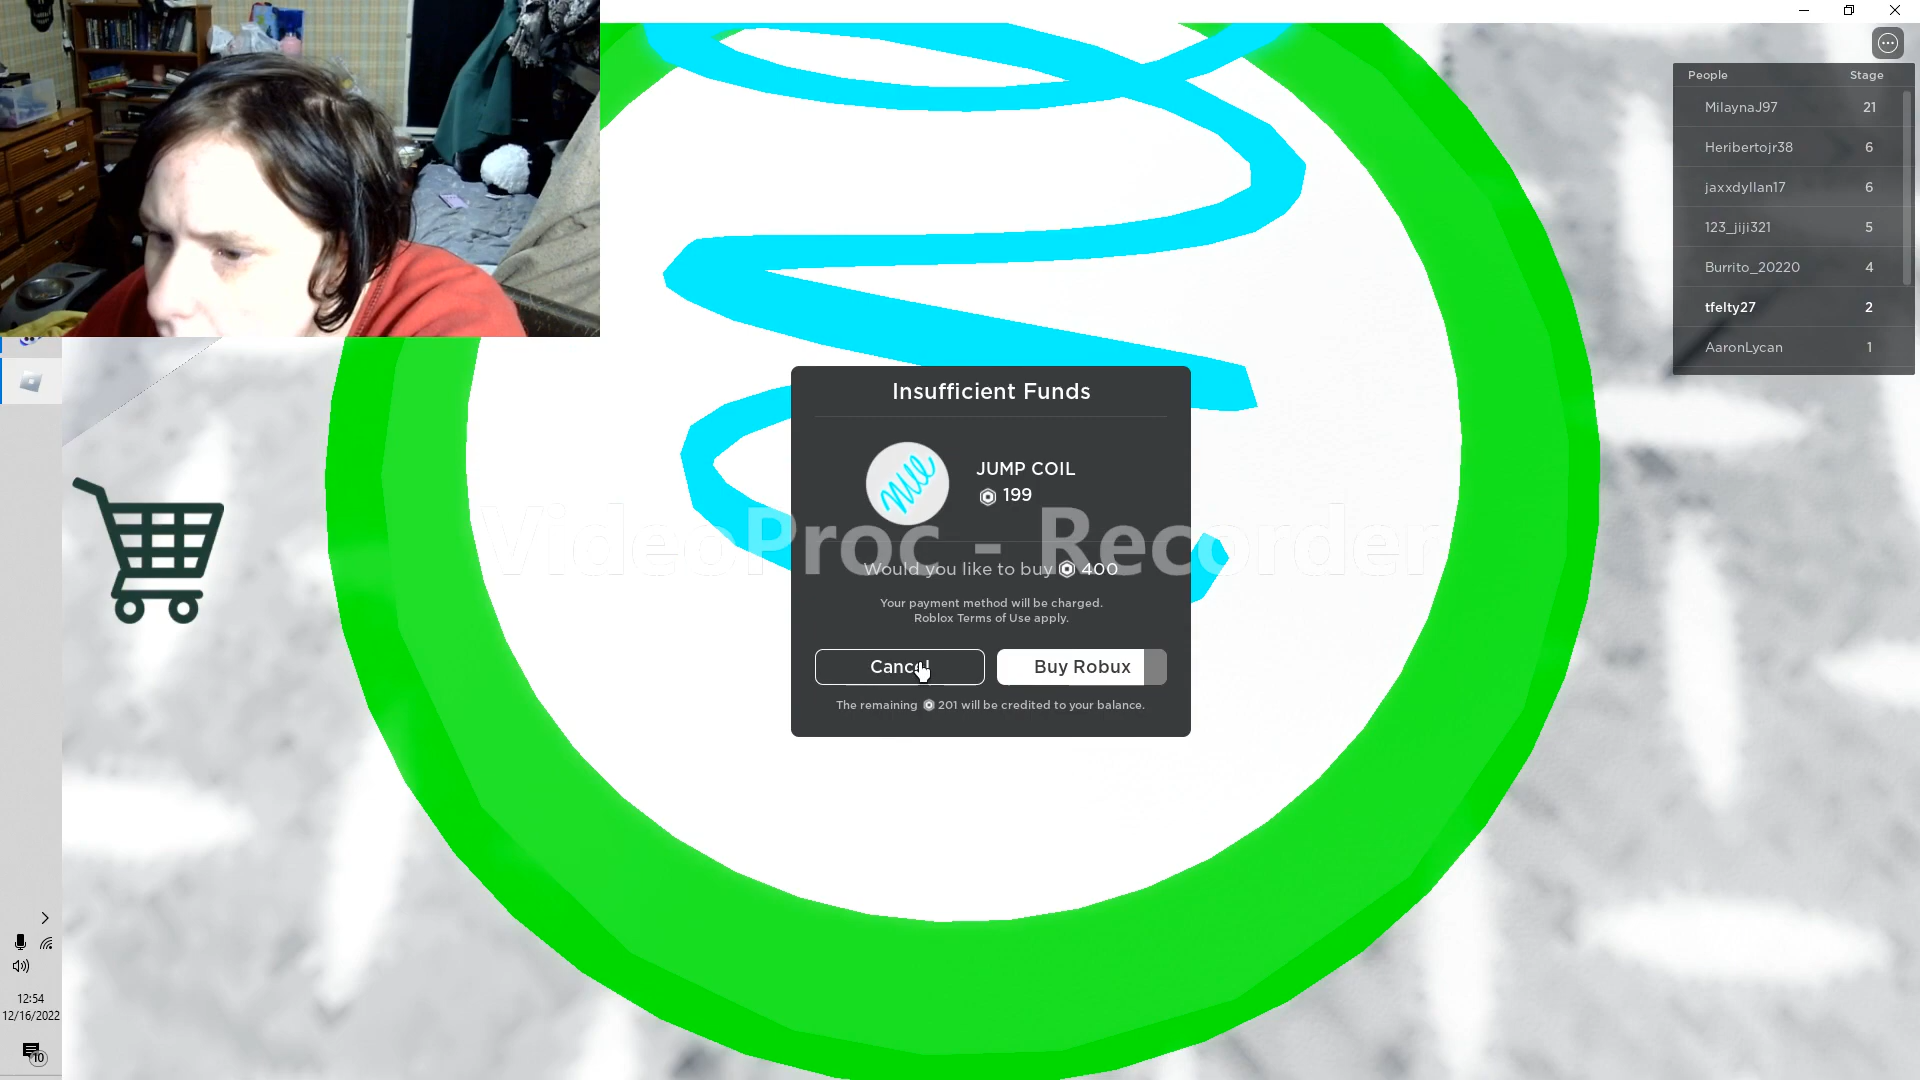 People Stage
MilaynaJ97 21
Heribertojr38 6
jaxxdyllan17 6
123_jiji321 5
Burrito_20220 4
tfelty27 2
AaronLycan 1
Insufficient Funds
JUMP COIL
199
VideoProc - Recorder
Would you like to buy 400
Your payment method will be charged.
Roblox Terms of Use apply.
Cancel Buy Robux
The remaining 201 will be credited to your balance.
12:54
12/16/2022
10